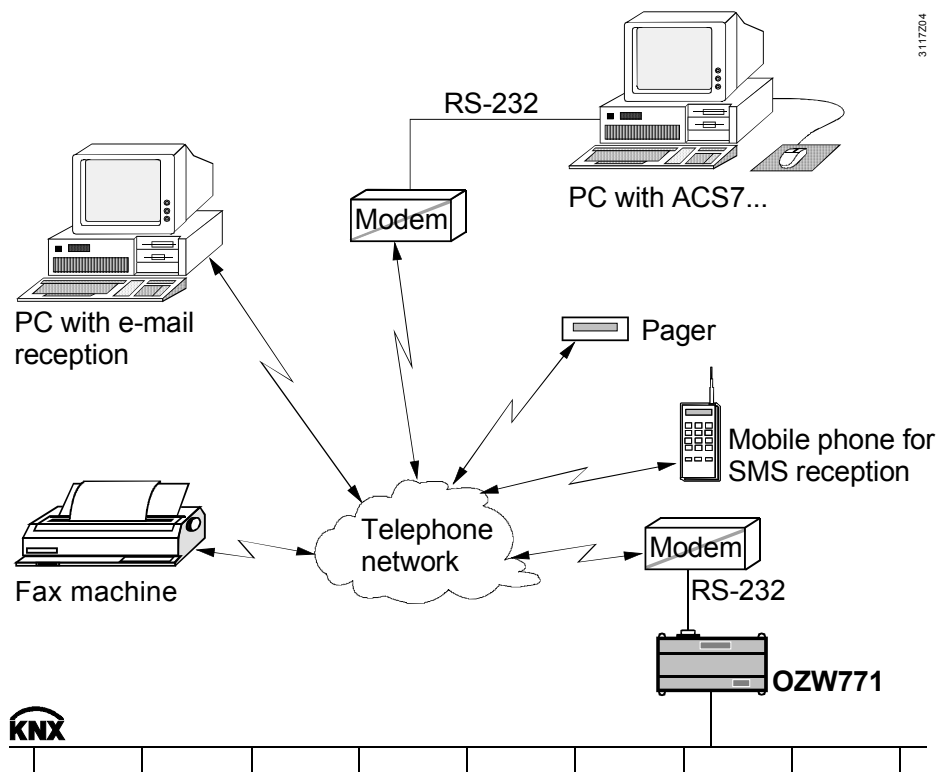 3117Z04
RS-232
PC with ACS7...
Modem
PC with e-mail
reception
Pager
Mobile phone for
SMS reception
Telephone
network
Modem
Fax machine
RS-232
OZW771
KNX